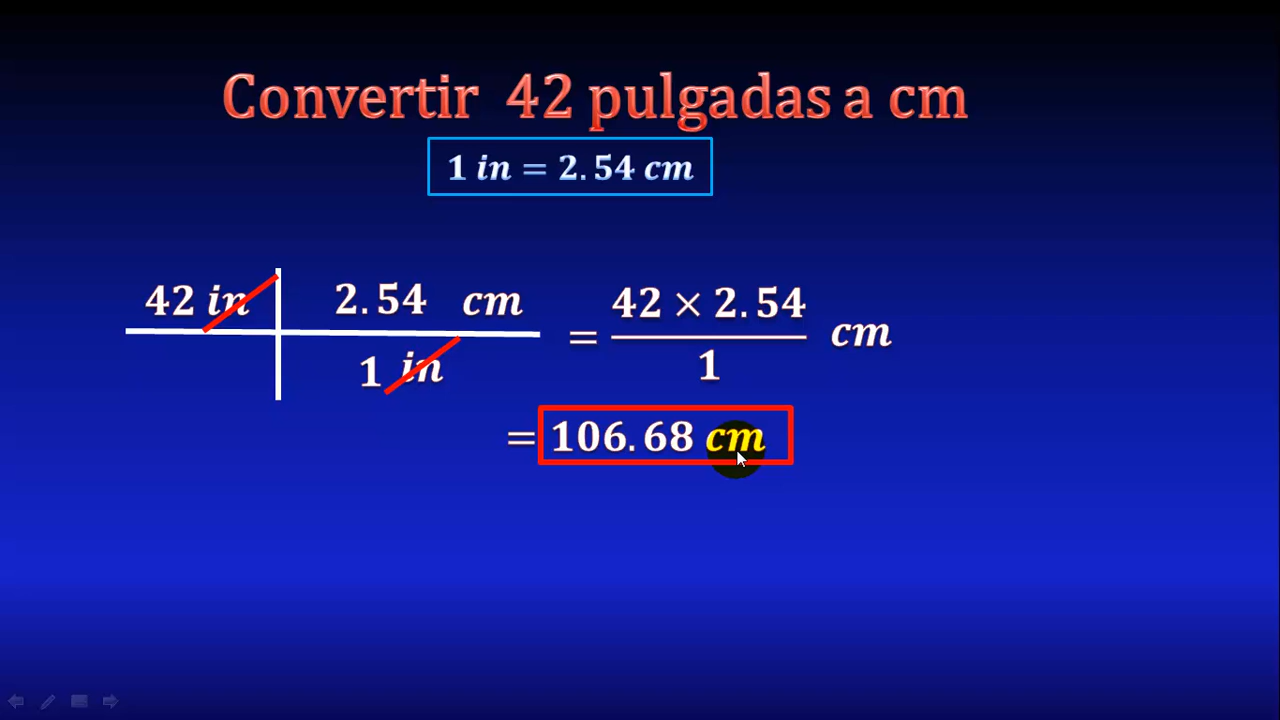 Convertir 42 pulgadas a cm
1 in = 2.54 cm
42 in 2.54 cm = 42 × 2.54 cm
1 in 1
= 106.68 cm